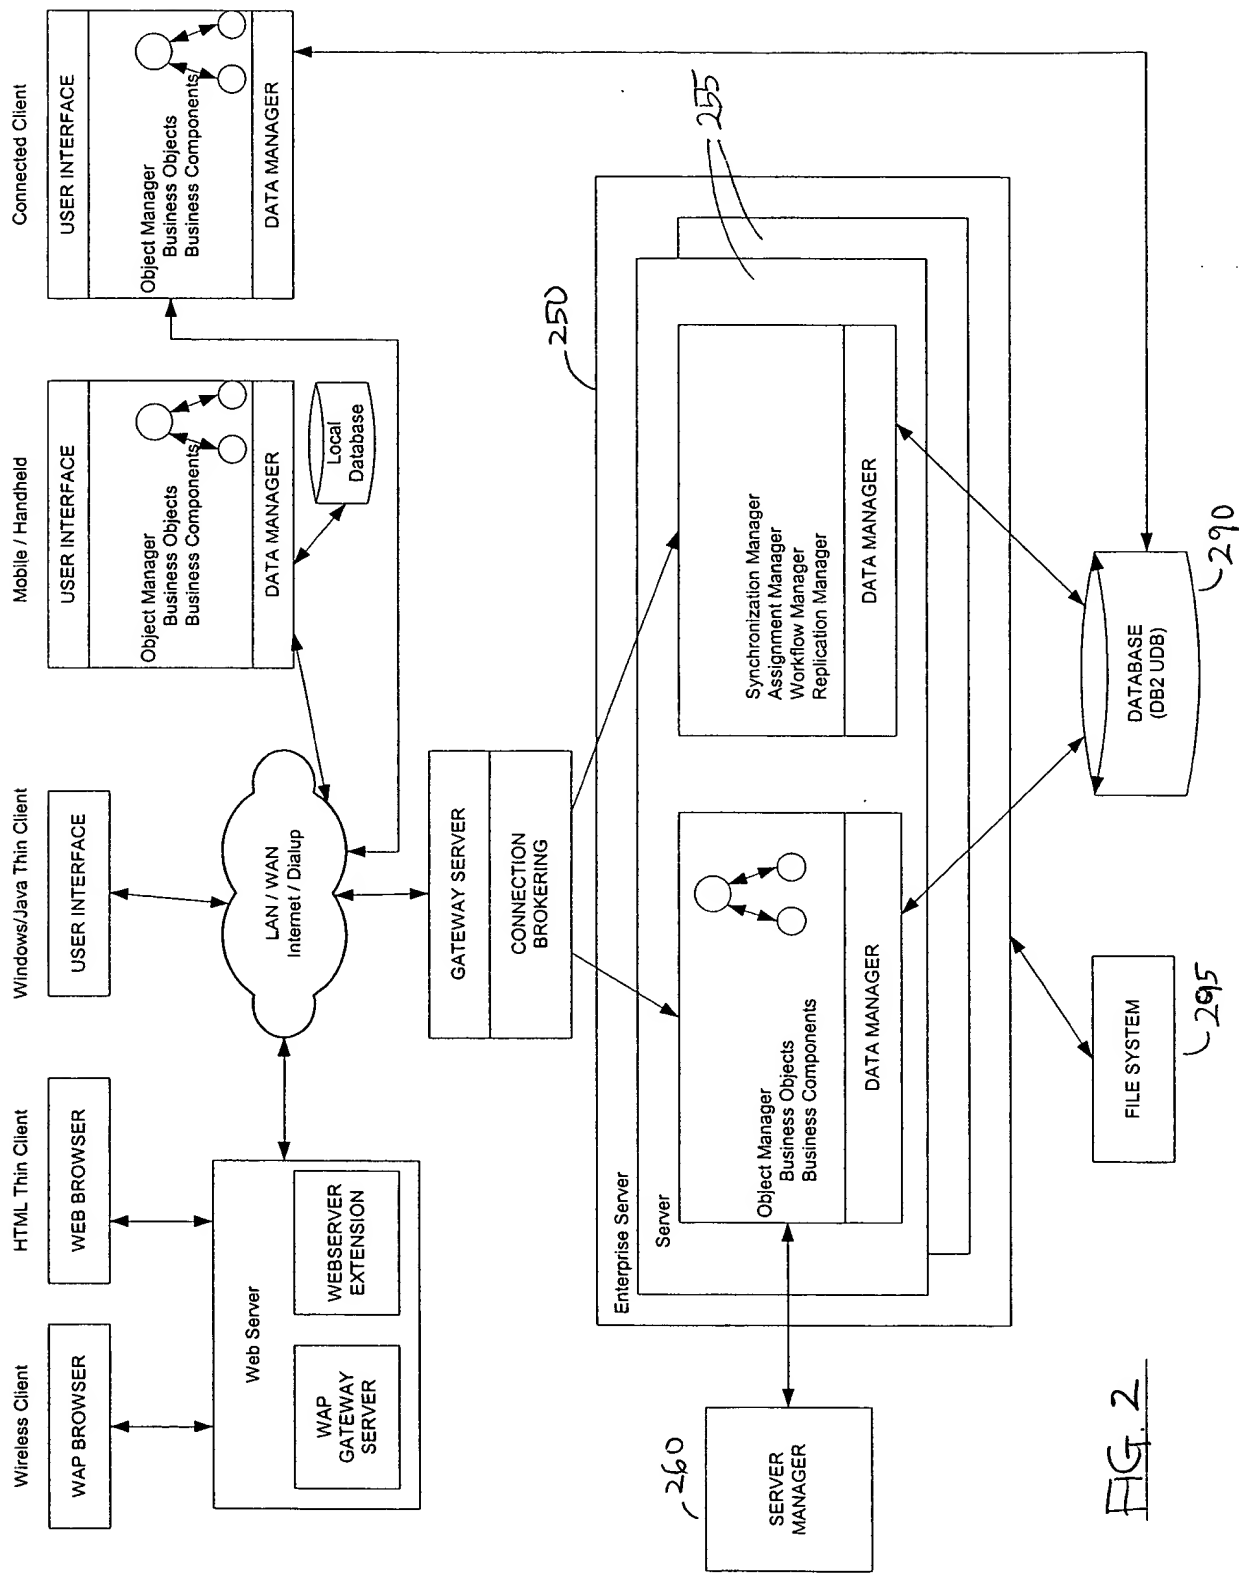 Wireless Client
HTML Thin Client
Windows/Java Thin Client
Mobile / Handheld
Connected Client
WAP BROWSER
WEB BROWSER
USER INTERFACE
USER INTERFACE
Object Manager
Business Objects
Business Components
DATA MANAGER
Local
Database
USER INTERFACE
Object Manager
Business Objects
Business Components
DATA MANAGER
Web Server
WAP
GATEWAY
SERVER
WEBSERVER
EXTENSION
LAN / WAN
Internet / Dialup
GATEWAY SERVER
CONNECTION
BROKERING
250
255
Enterprise Server
Server
Object Manager
Business Objects
Business Components
DATA MANAGER
Synchronization Manager
Assignment Manager
Workflow Manager
Replication Manager
DATA MANAGER
260
SERVER
MANAGER
FILE SYSTEM
295
DATABASE
(DB2 UDB)
290
FIG. 2